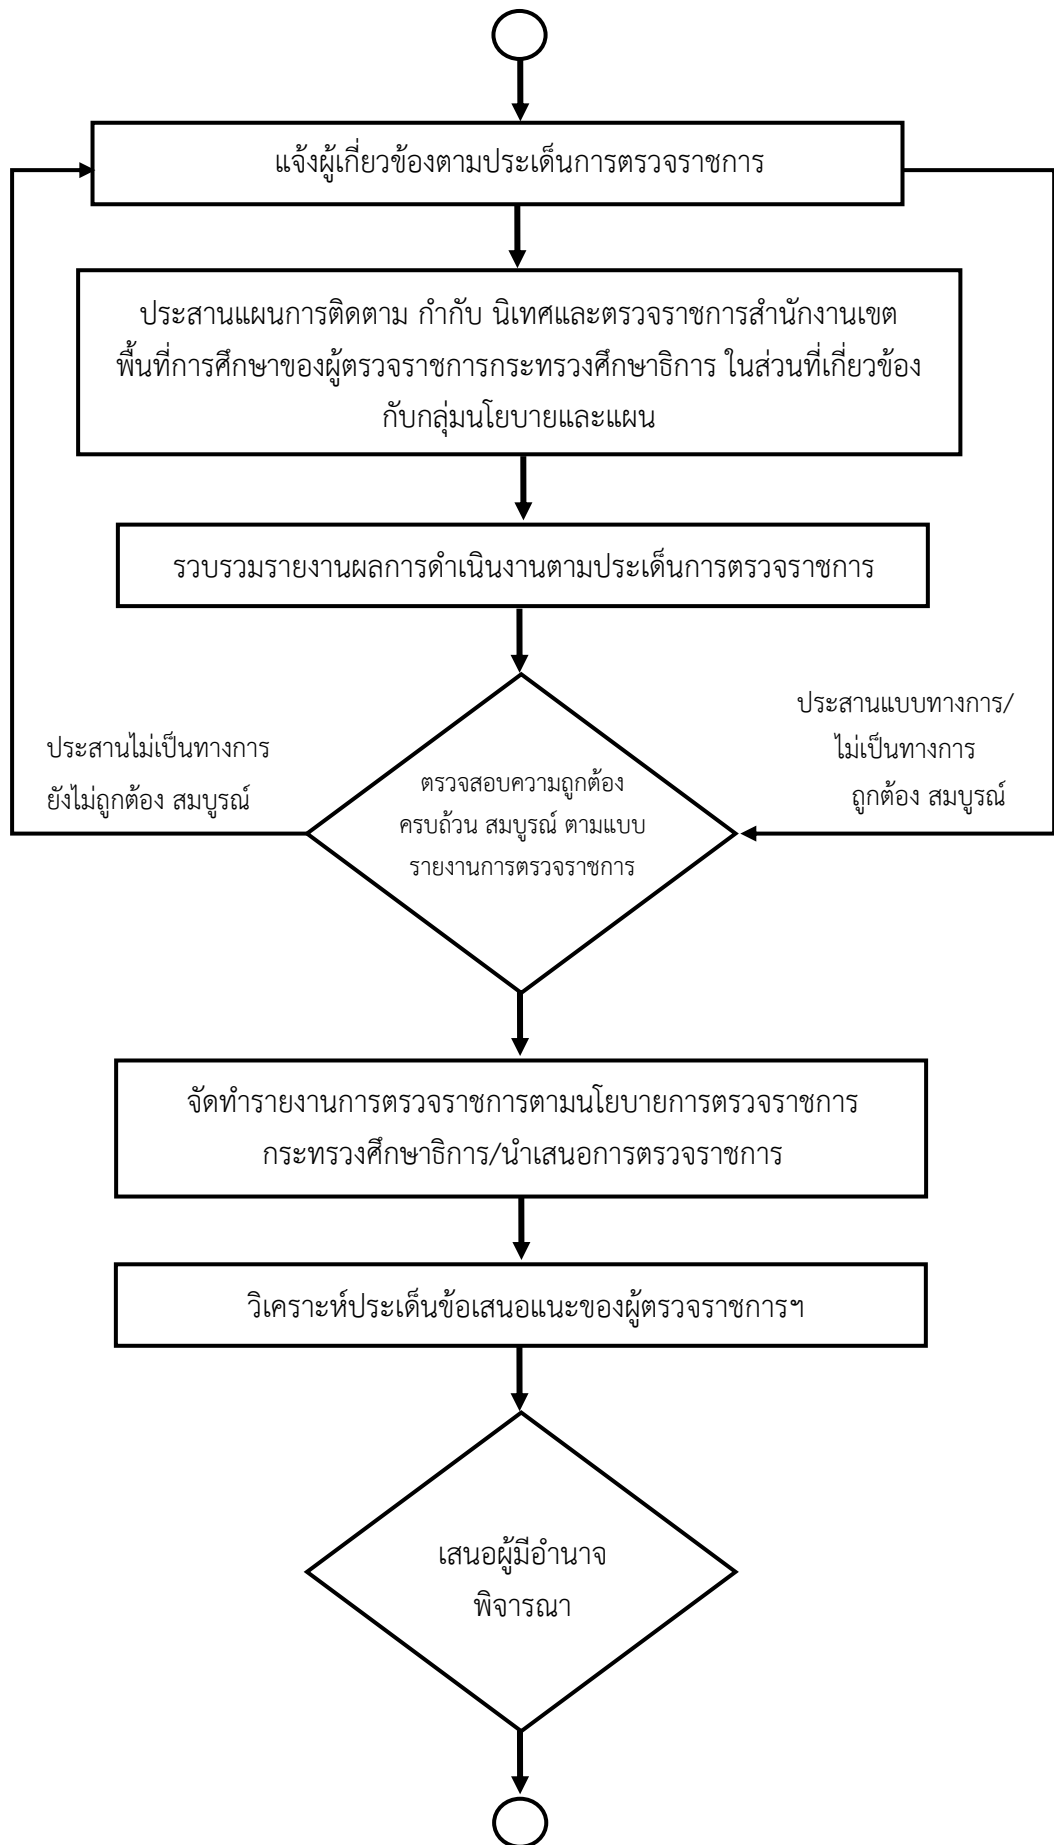 แจ้งผู้เกี่ยวข้องตามประเด็นการตรวจราชการ
ประสานแผนการติดตาม กำกับ นิเทศและตรวจราชการสำนักงานเขต
พื้นที่การศึกษาของผู้ตรวจราชการกระทรวงศึกษาธิการ ในส่วนที่เกี่ยวข้อง
กับกลุ่มนโยบายและแผน
รวบรวมรายงานผลการดำเนินงานตามประเด็นการตรวจราชการ
ประสานไม่เป็นทางการ
ยังไม่ถูกต้อง สมบูรณ์
ตรวจสอบความถูกต้อง
ครบถ้วน สมบูรณ์ ตามแบบ
รายงานการตรวจราชการ
ประสานแบบทางการ/
ไม่เป็นทางการ
ถูกต้อง สมบูรณ์
จัดทำรายงานการตรวจราชการตามนโยบายการตรวจราชการ
กระทรวงศึกษาธิการ/นำเสนอการตรวจราชการ
วิเคราะห์ประเด็นข้อเสนอแนะของผู้ตรวจราชการฯ
เสนอผู้มีอำนาจ
พิจารณา